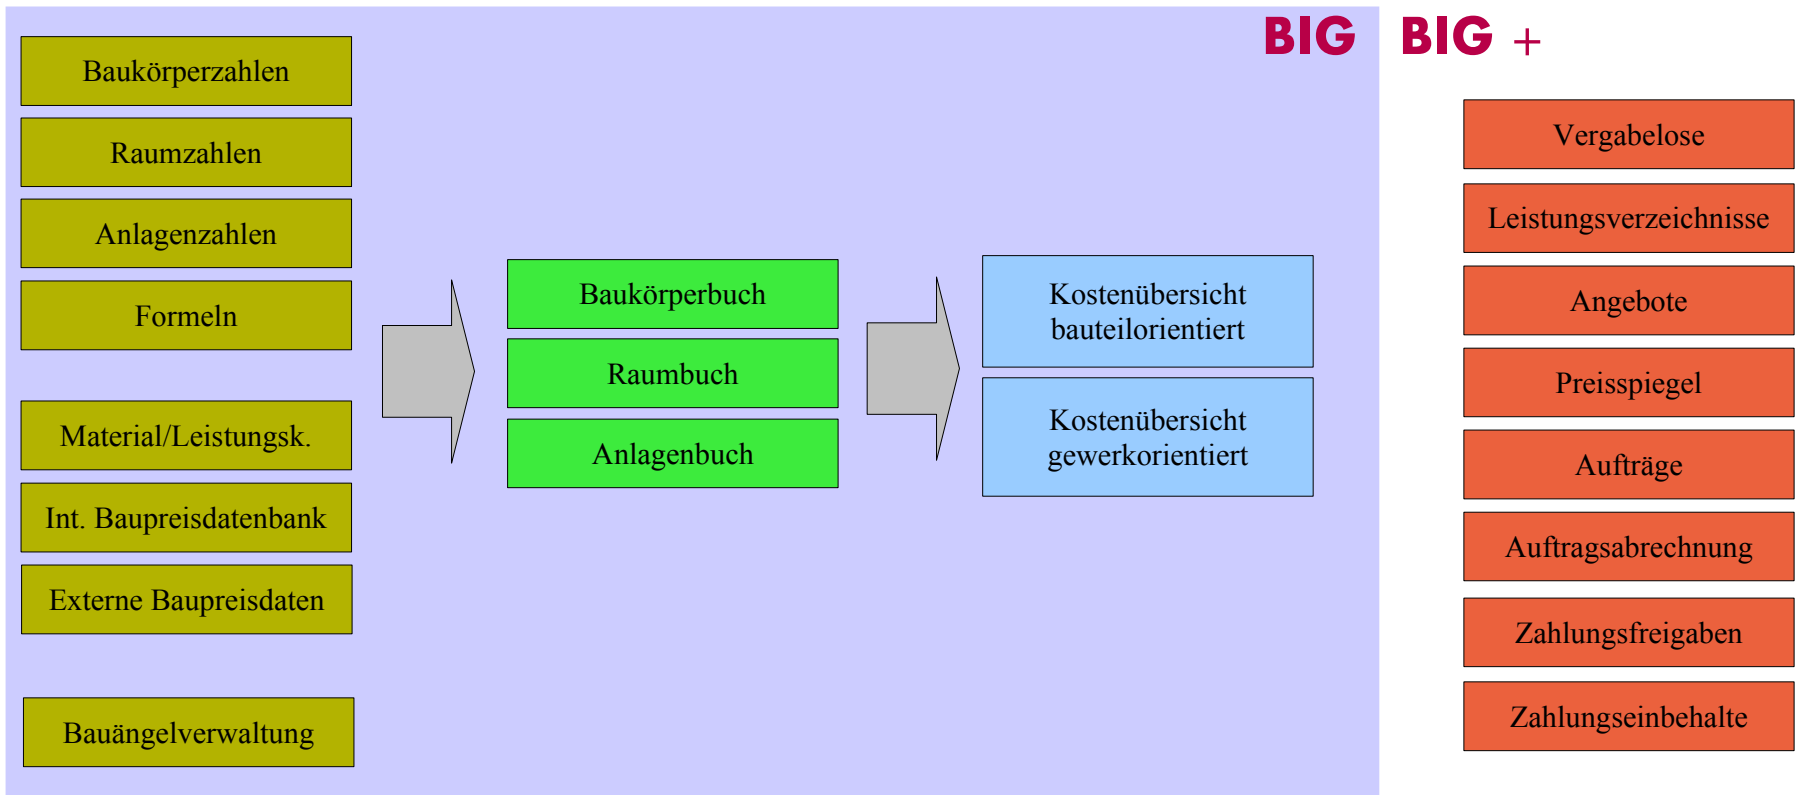 BIG
BIG +
Baukörperzahlen
Raumzahlen
Anlagenzahlen
Formeln
Material/Leistungsk.
Int. Baupreisdatenbank
Externe Baupreisdaten
Bauängelverwaltung
Baukörperbuch
Raumbuch
Anlagenbuch
Kostenübersicht
bauteilorientiert
Kostenübersicht
gewerkorientiert
Vergabelose
Leistungsverzeichnisse
Angebote
Preisspiegel
Aufträge
Auftragsabrechnung
Zahlungsfreigaben
Zahlungseinbehalte